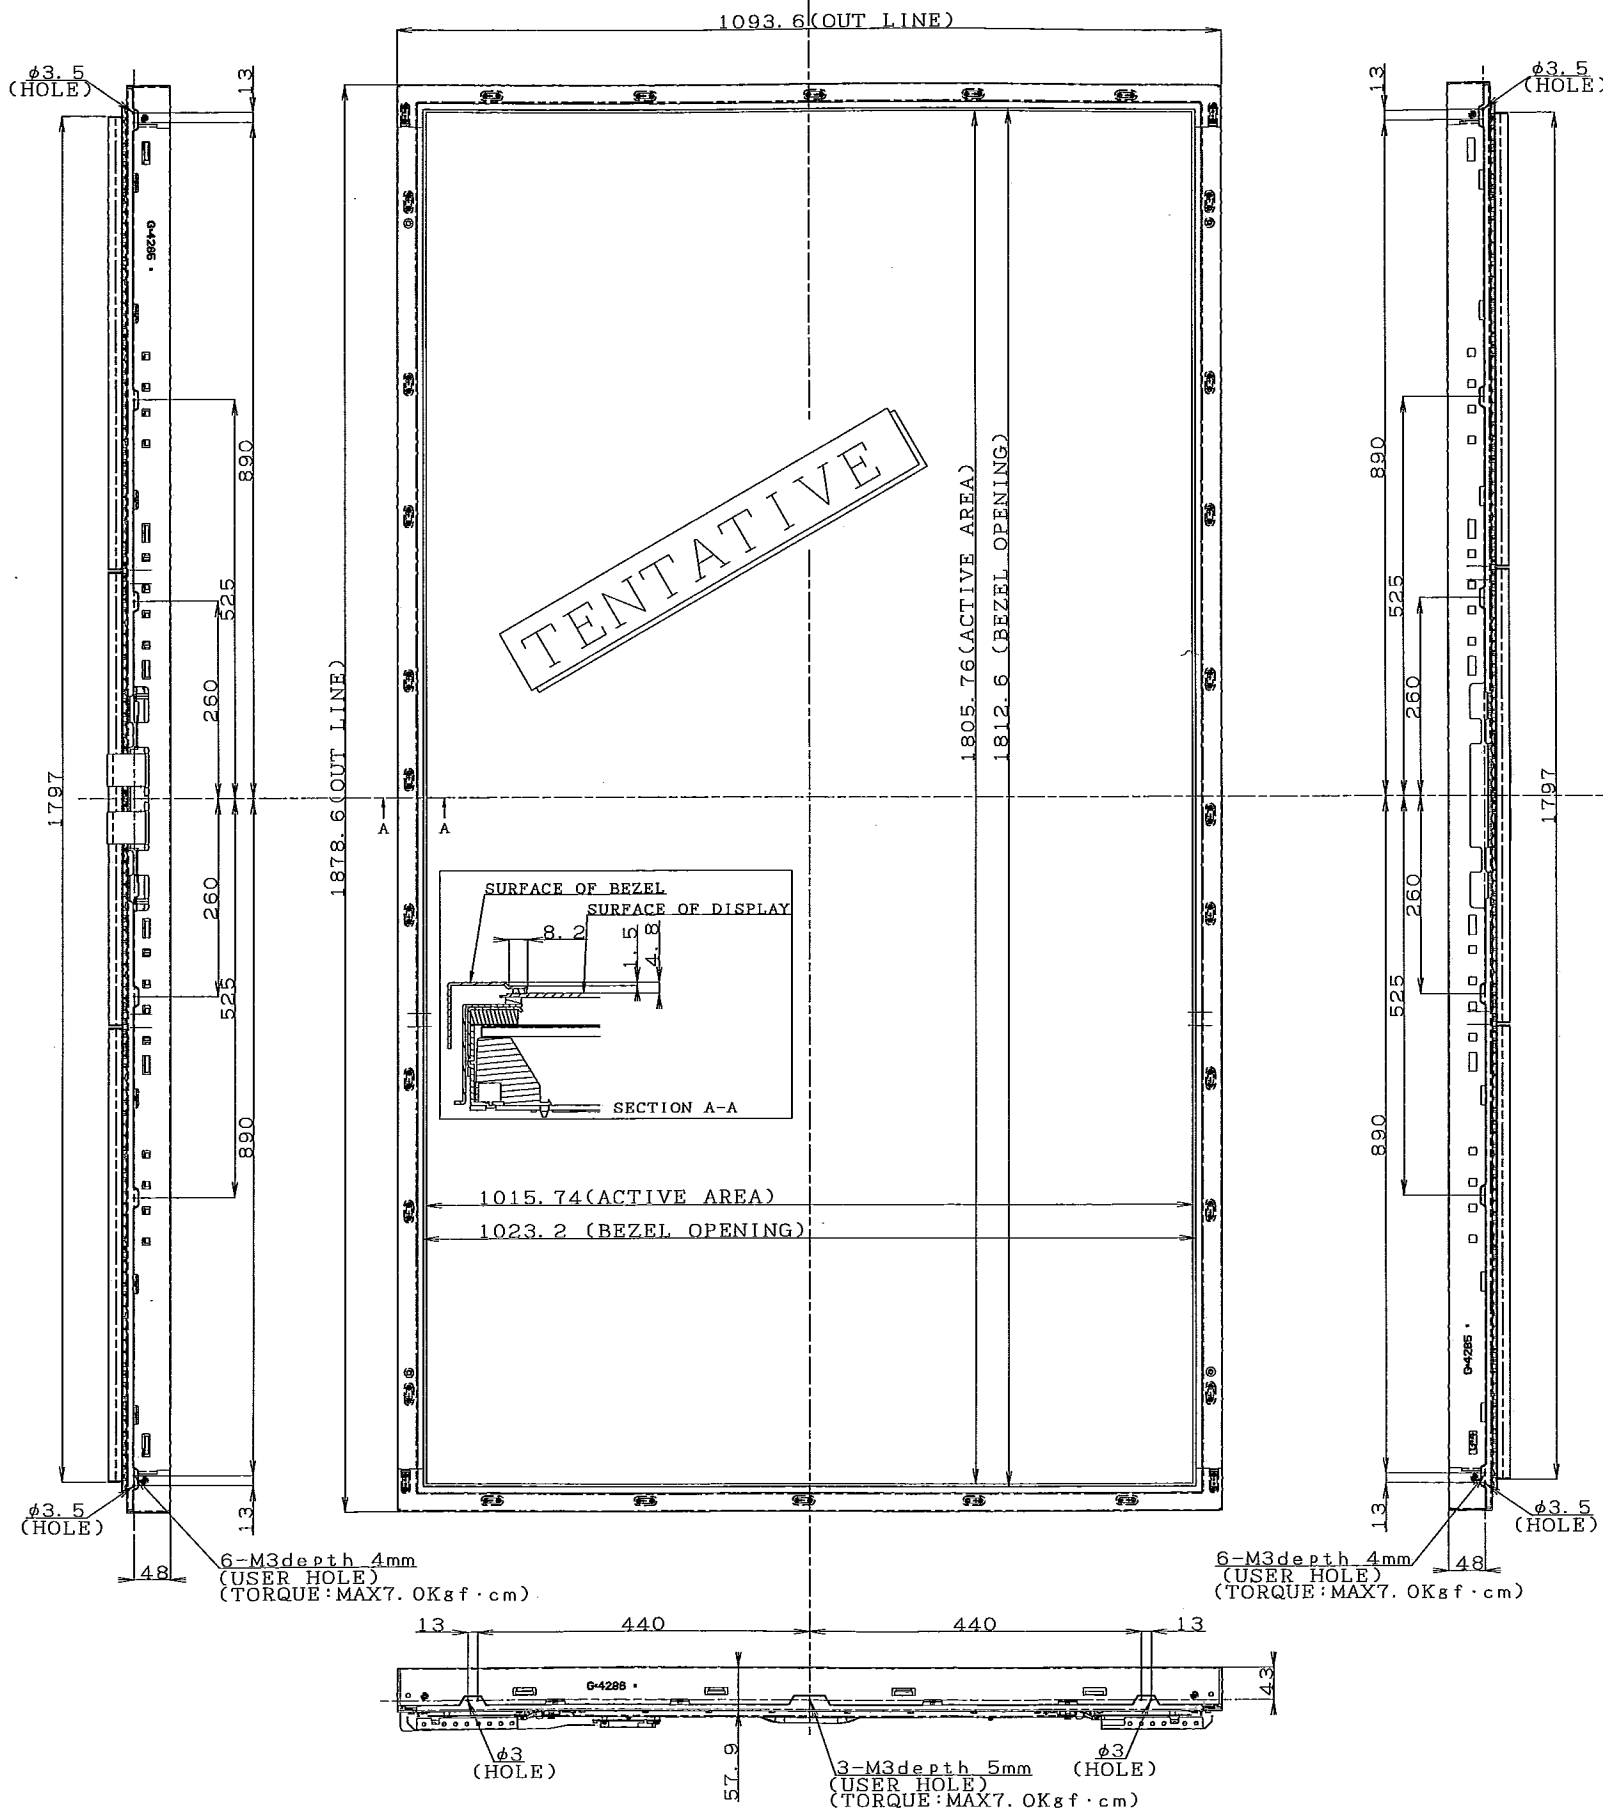 1093.6(OUT LINE)
φ3.5
(HOLE)
13
13
φ3.5
(HOLE)
G-4286
890
525
260
1797
260
525
890
1878.6(OUT LINE)
TENTATIVE
1805.76(ACTIVE AREA)
1812.6 (BEZEL OPENING)
890
525
260
1797
260
525
890
A
A
SURFACE OF BEZEL
SURFACE OF DISPLAY
8.2
1.5
4.8
SECTION A-A
1015.74(ACTIVE AREA)
1023.2 (BEZEL OPENING)
G-4285
φ3.5
(HOLE)
13
48
6-M3depth 4mm
(USER HOLE)
(TORQUE:MAX7.0Kgf·cm)
13
φ3.5
(HOLE)
48
6-M3depth 4mm
(USER HOLE)
(TORQUE:MAX7.0Kgf·cm)
13
440
440
13
G-4286
43
57.9
φ3
(HOLE)
3-M3depth 5mm
(USER HOLE)
(TORQUE:MAX7.0Kgf·cm)
φ3
(HOLE)